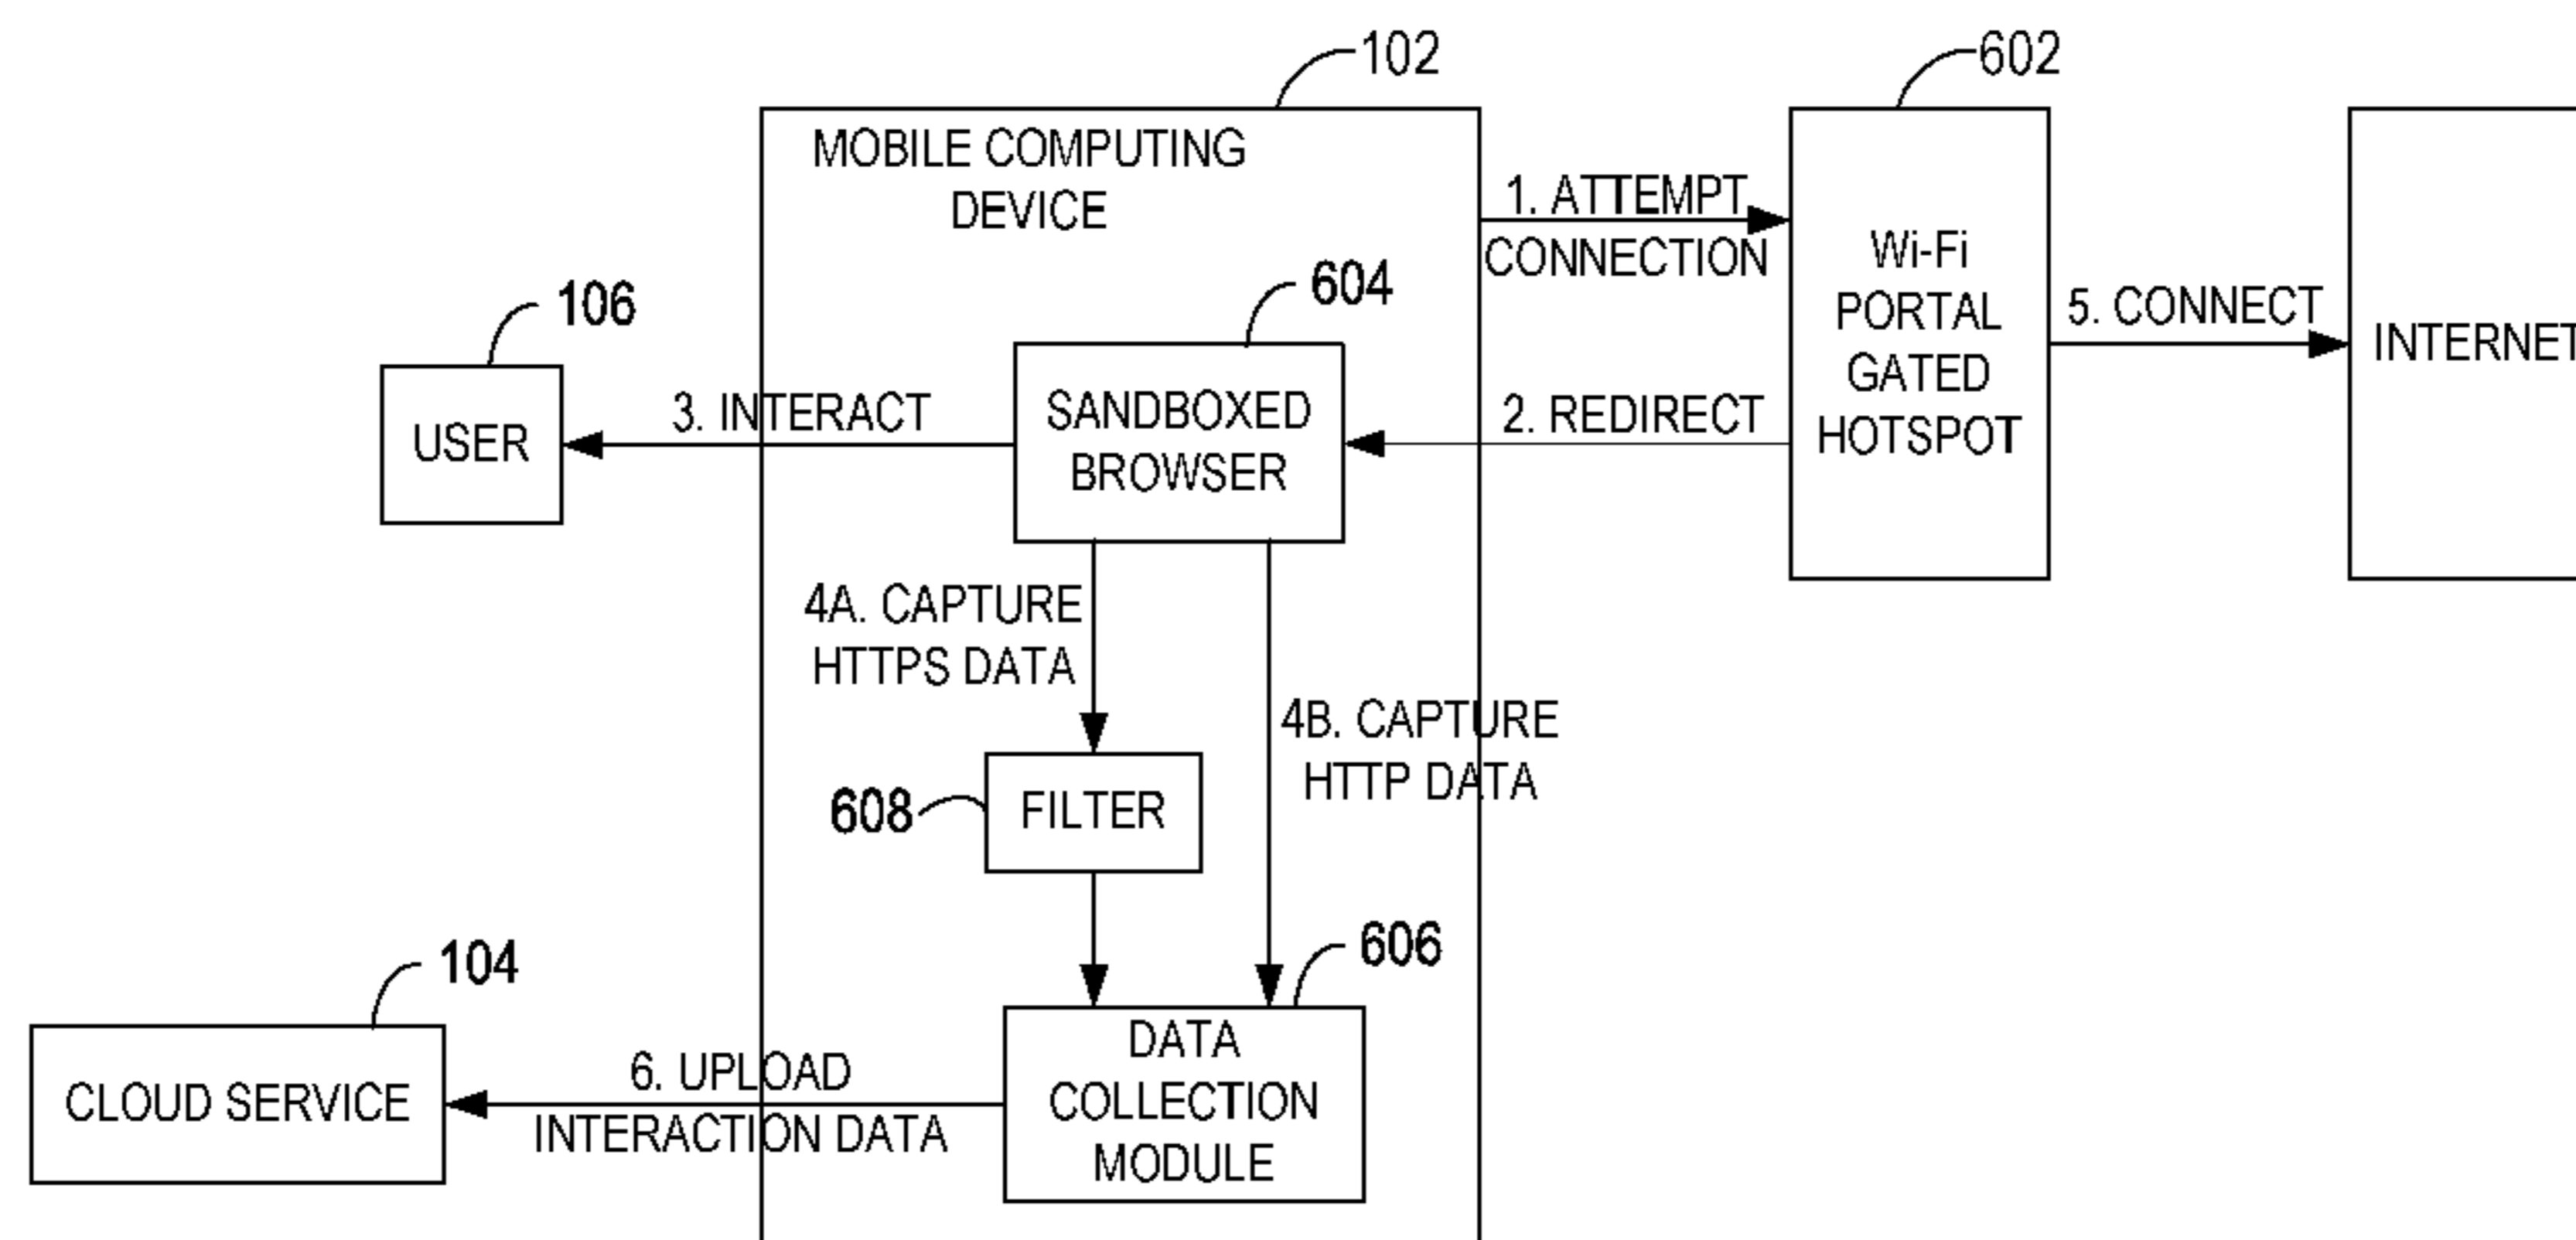 102
602
MOBILE COMPUTING
DEVICE
1. ATTEMPT
CONNECTION
Wi-Fi
PORTAL
GATED
HOTSPOT
5. CONNECT
INTERNET
604
106
3. INTERACT
USER
SANDBOXED
BROWSER
2. REDIRECT
4A. CAPTURE
HTTPS DATA
4B. CAPTURE
HTTP DATA
608
FILTER
606
104
DATA
COLLECTION
MODULE
6. UPLOAD
INTERACTION DATA
CLOUD SERVICE